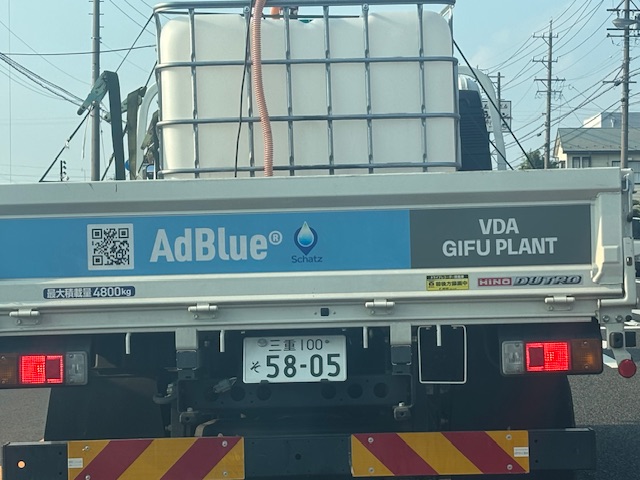 AdBlue®
Schatz
VDA
GIFU PLANT
最大積載量 4800kg
HINO DUTRO
三重 100
そ 58-05